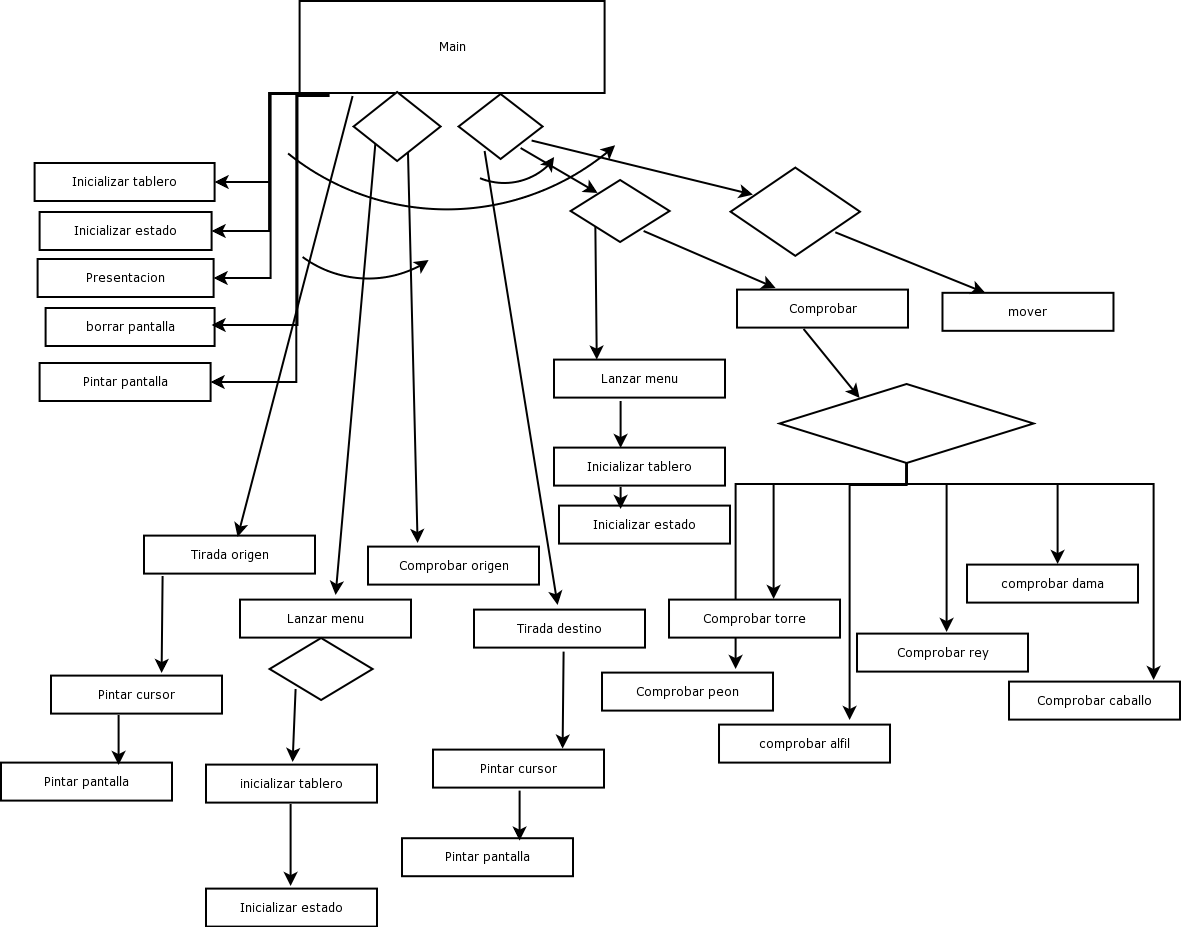 Main
Inicializar tablero
Inicializar estado
Presentacion
borrar pantalla
Pintar pantalla
Comprobar
mover
Lanzar menu
Inicializar tablero
Inicializar estado
Tirada origen
Comprobar origen
comprobar dama
Lanzar menu
Tirada destino
Comprobar torre
Comprobar rey
Pintar cursor
Comprobar peon
Comprobar caballo
comprobar alfil
Pintar pantalla
inicializar tablero
Pintar cursor
Pintar pantalla
Inicializar estado